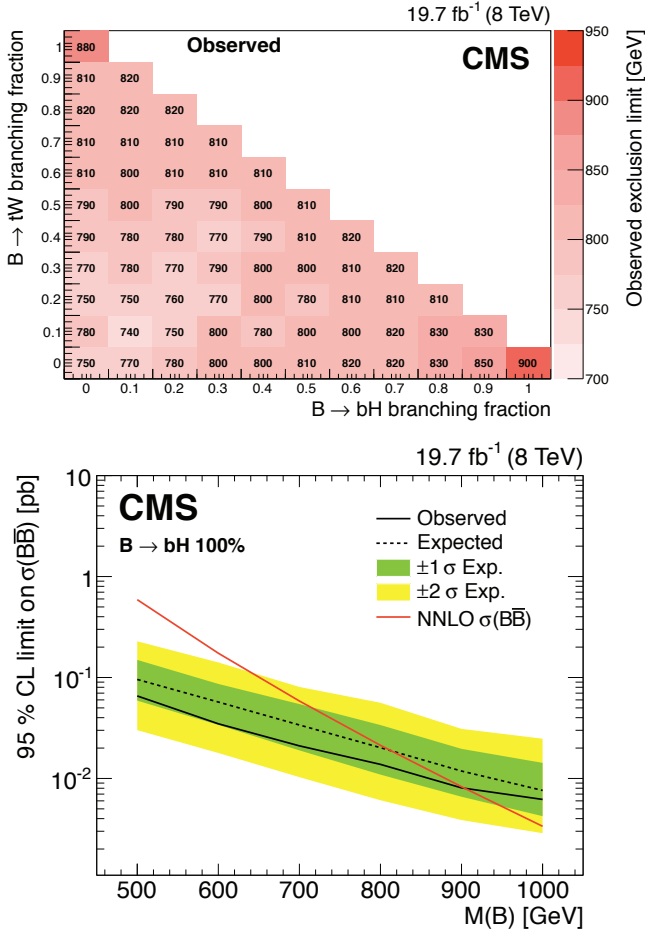 19.7 fb⁻¹ (8 TeV)
Observed
CMS
B → tW branching fraction
1 880
0.9 810 820
0.8 820 820 820
0.7 810 810 810 810
0.6 810 800 810 810 810
0.5 790 800 790 790 800 810
0.4 790 780 780 770 790 810 820
0.3 770 780 770 790 800 800 810 820
0.2 750 750 760 770 800 780 810 810 810
0.1 780 740 750 800 780 800 800 820 830 830
0 750 770 780 800 800 810 820 820 830 850 900
0 0.1 0.2 0.3 0.4 0.5 0.6 0.7 0.8 0.9 1
B → bH branching fraction
950
900
850
800
750
700
Observed exclusion limit [GeV]
19.7 fb⁻¹ (8 TeV)
CMS
B → bH 100%
Observed
Expected
±1 σ Exp.
±2 σ Exp.
NNLO σ(BB̅)
95 % CL limit on σ(BB̅) [pb]
10
1
10⁻¹
10⁻²
500 600 700 800 900 1000
M(B) [GeV]